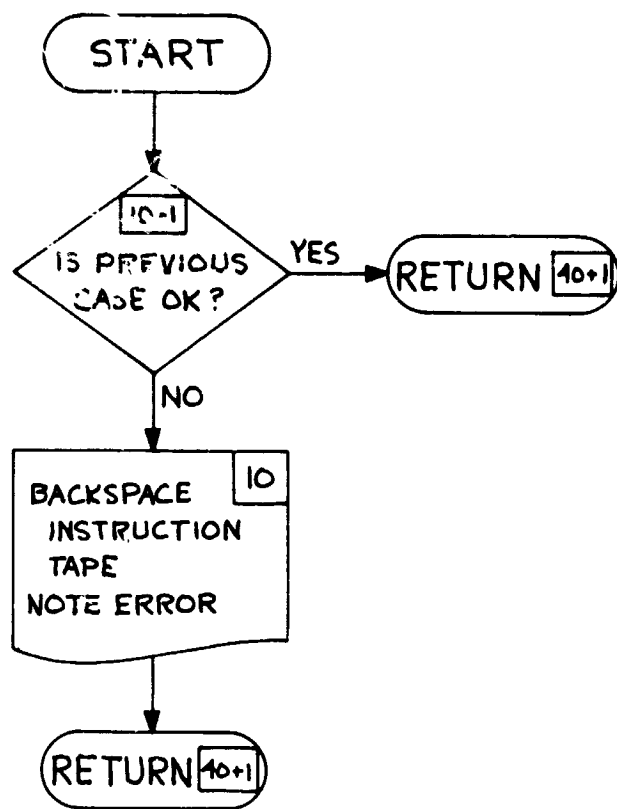 START
10-1
IS PREVIOUS
CASE OK?
YES
RETURN 40+1
NO
10
BACKSPACE
INSTRUCTION
TAPE
NOTE ERROR
RETURN 40+1